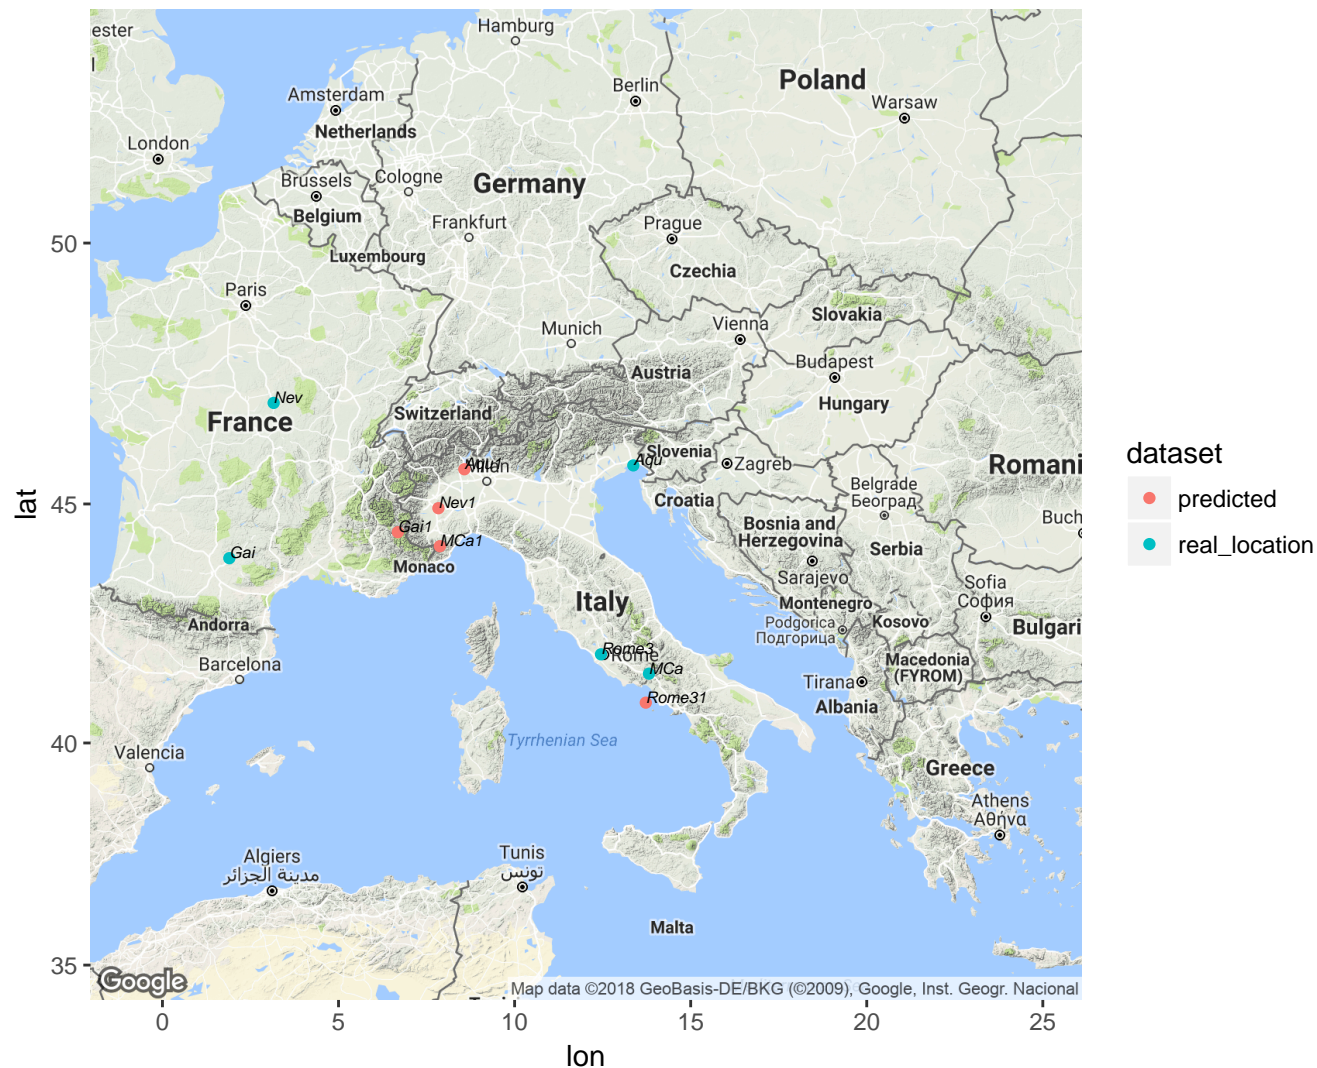 ester
l
Hamburg
Berlin
Poland
Warsaw
Amsterdam
Netherlands
London
Brussels
Cologne
Germany
Belgium
Frankfurt
Prague
Luxembourg
Czechia
Paris
Munich
Vienna
Slovakia
Budapest
Austria
Hungary
Nev
France
Switzerland
Slovenia
Aqu
Zagreb
Romani
Aqu1
Milan
Belgrade
Београд
Croatia
Nev1
Buch
Bosnia and
Herzegovina
Gai1
MCa1
Serbia
Gai
Monaco
Sarajevo
Sofia
София
Italy
Montenegro
Andorra
Podgorica
Подгорица
Kosovo
Bulgari
Rome3
Rome
Barcelona
MCa
Macedonia
(FYROM)
Tirana
Rome31
Albania
Tyrrhenian Sea
Valencia
Greece
Athens
Αθήνα
Algiers
مدينة الجزائر
Tunis
تونس
Malta
Google
Map data ©2018 GeoBasis-DE/BKG (©2009), Google, Inst. Geogr. Nacional
50
45
40
35
lat
0
5
10
15
20
25
lon
dataset
predicted
real_location